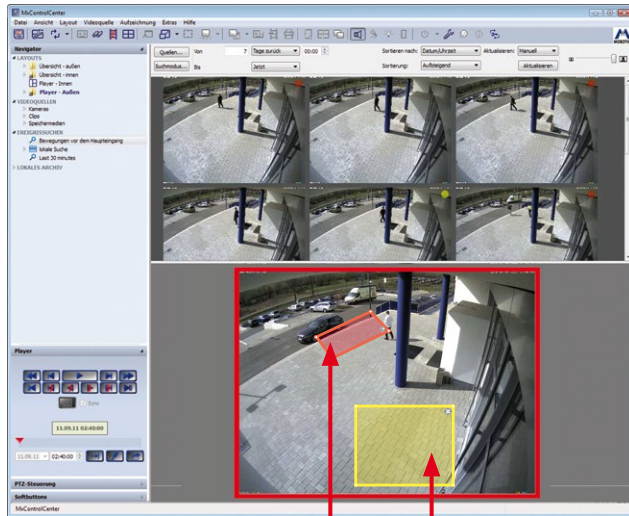 MxControlCenter
Datei Ansicht Layout Videoquelle Aufzeichnung Extras Hilfe
MOBOTIX
Navigator
LAYOUTS
Übersicht - außen
Übersicht - innen
Player - Innen
Player - Außen
VIDEOQUELLEN
Kameras
Clips
Speichermedien
EREIGNISSUCHEN
Bewegungen vor dem Haupteingang
lokale Suche
Last 30 minutes
LOKALES ARCHIV
Quellen... Von 7 Tage zurück 00:00 Sortieren nach: Datum/Uhrzeit Aktualisieren: Manuell
Suchmodus... Bis Jetzt Sortierung: Aufsteigend Aktualisieren
Player
Sync
11.09.11 02:40:00
11.09.11 02:40:00
PTZ-Steuerung
Softbuttons
MxControlCenter